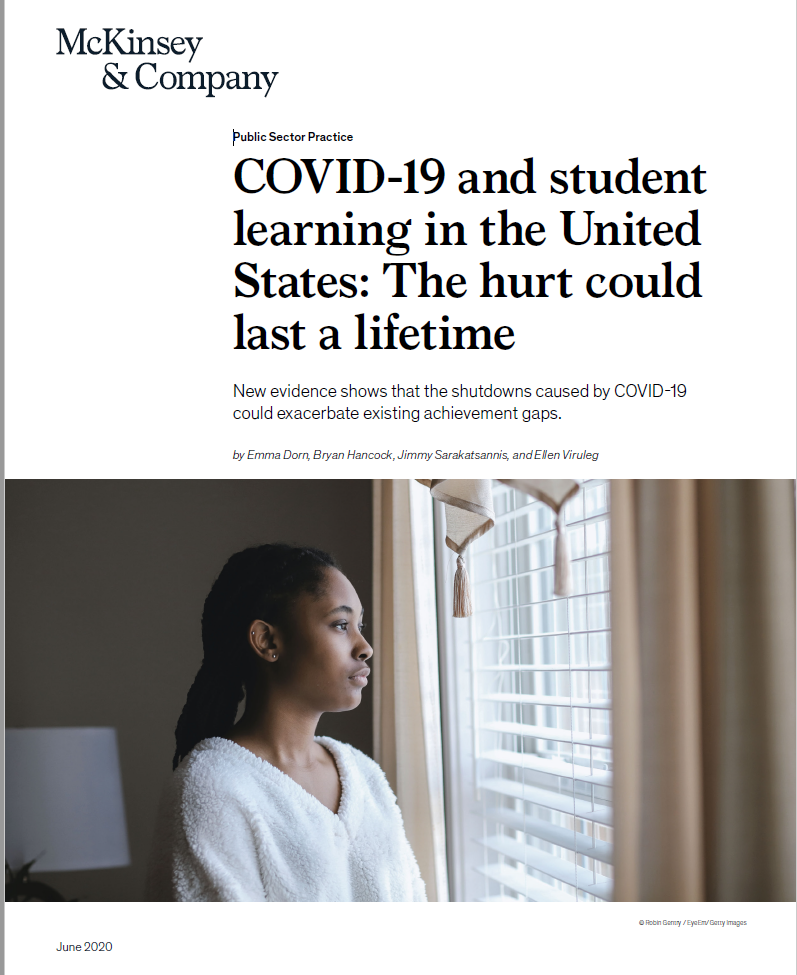 McKinsey
& Company
Public Sector Practice
COVID-19 and student
learning in the United
States: The hurt could
last a lifetime
New evidence shows that the shutdowns caused by COVID-19
could exacerbate existing achievement gaps.
by Emma Dorn, Bryan Hancock, Jimmy Sarakatsannis, and Ellen Viruleg
© Robin Gentry / EyeEm/Getty Images
June 2020